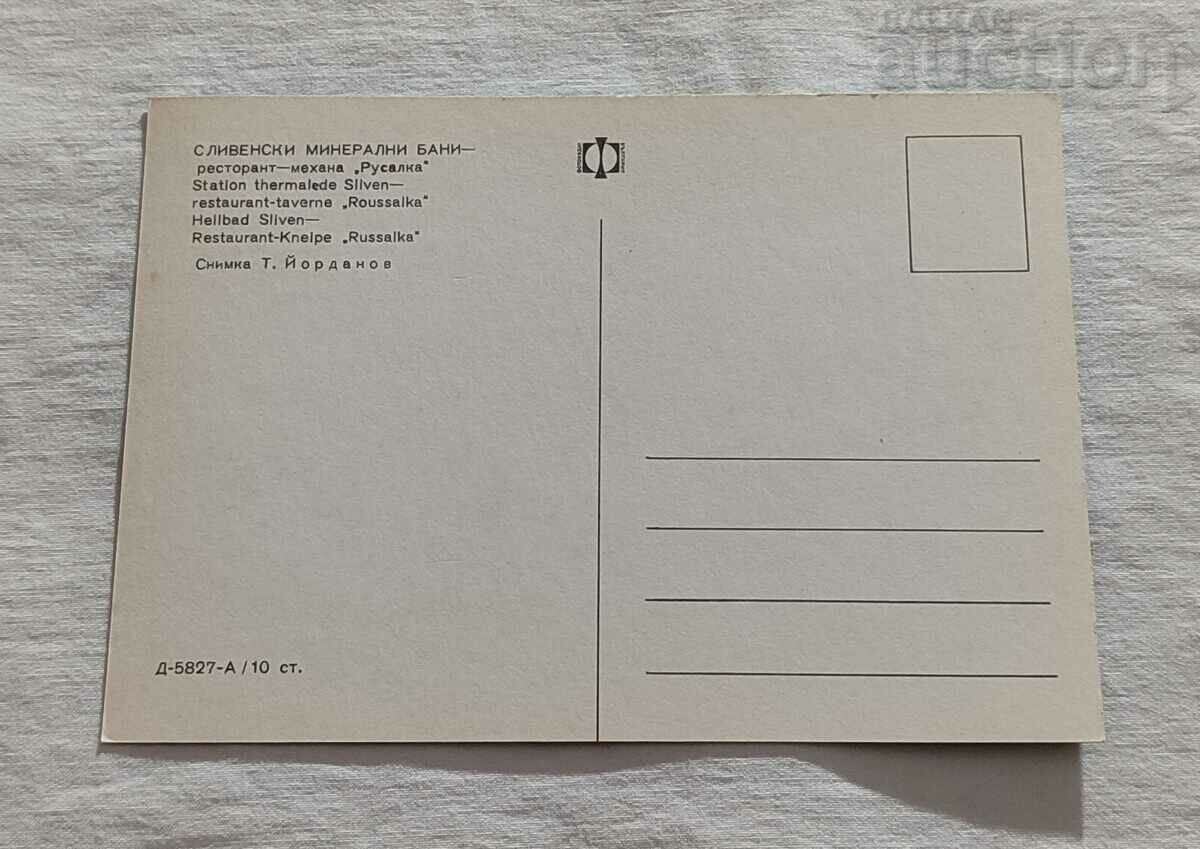 BALKAN
auction
СЛИВЕНСКИ МИНЕРАЛНИ БАНИ—
ресторант—механа „Русалка"
Station thermalede Sliven—
restaurant-taverne „Roussalka"
Heilbad Sliven—
Restaurant-Kneipe „Russalka"
Снимка Т. Йорданов
Д-5827-А/10 ст.